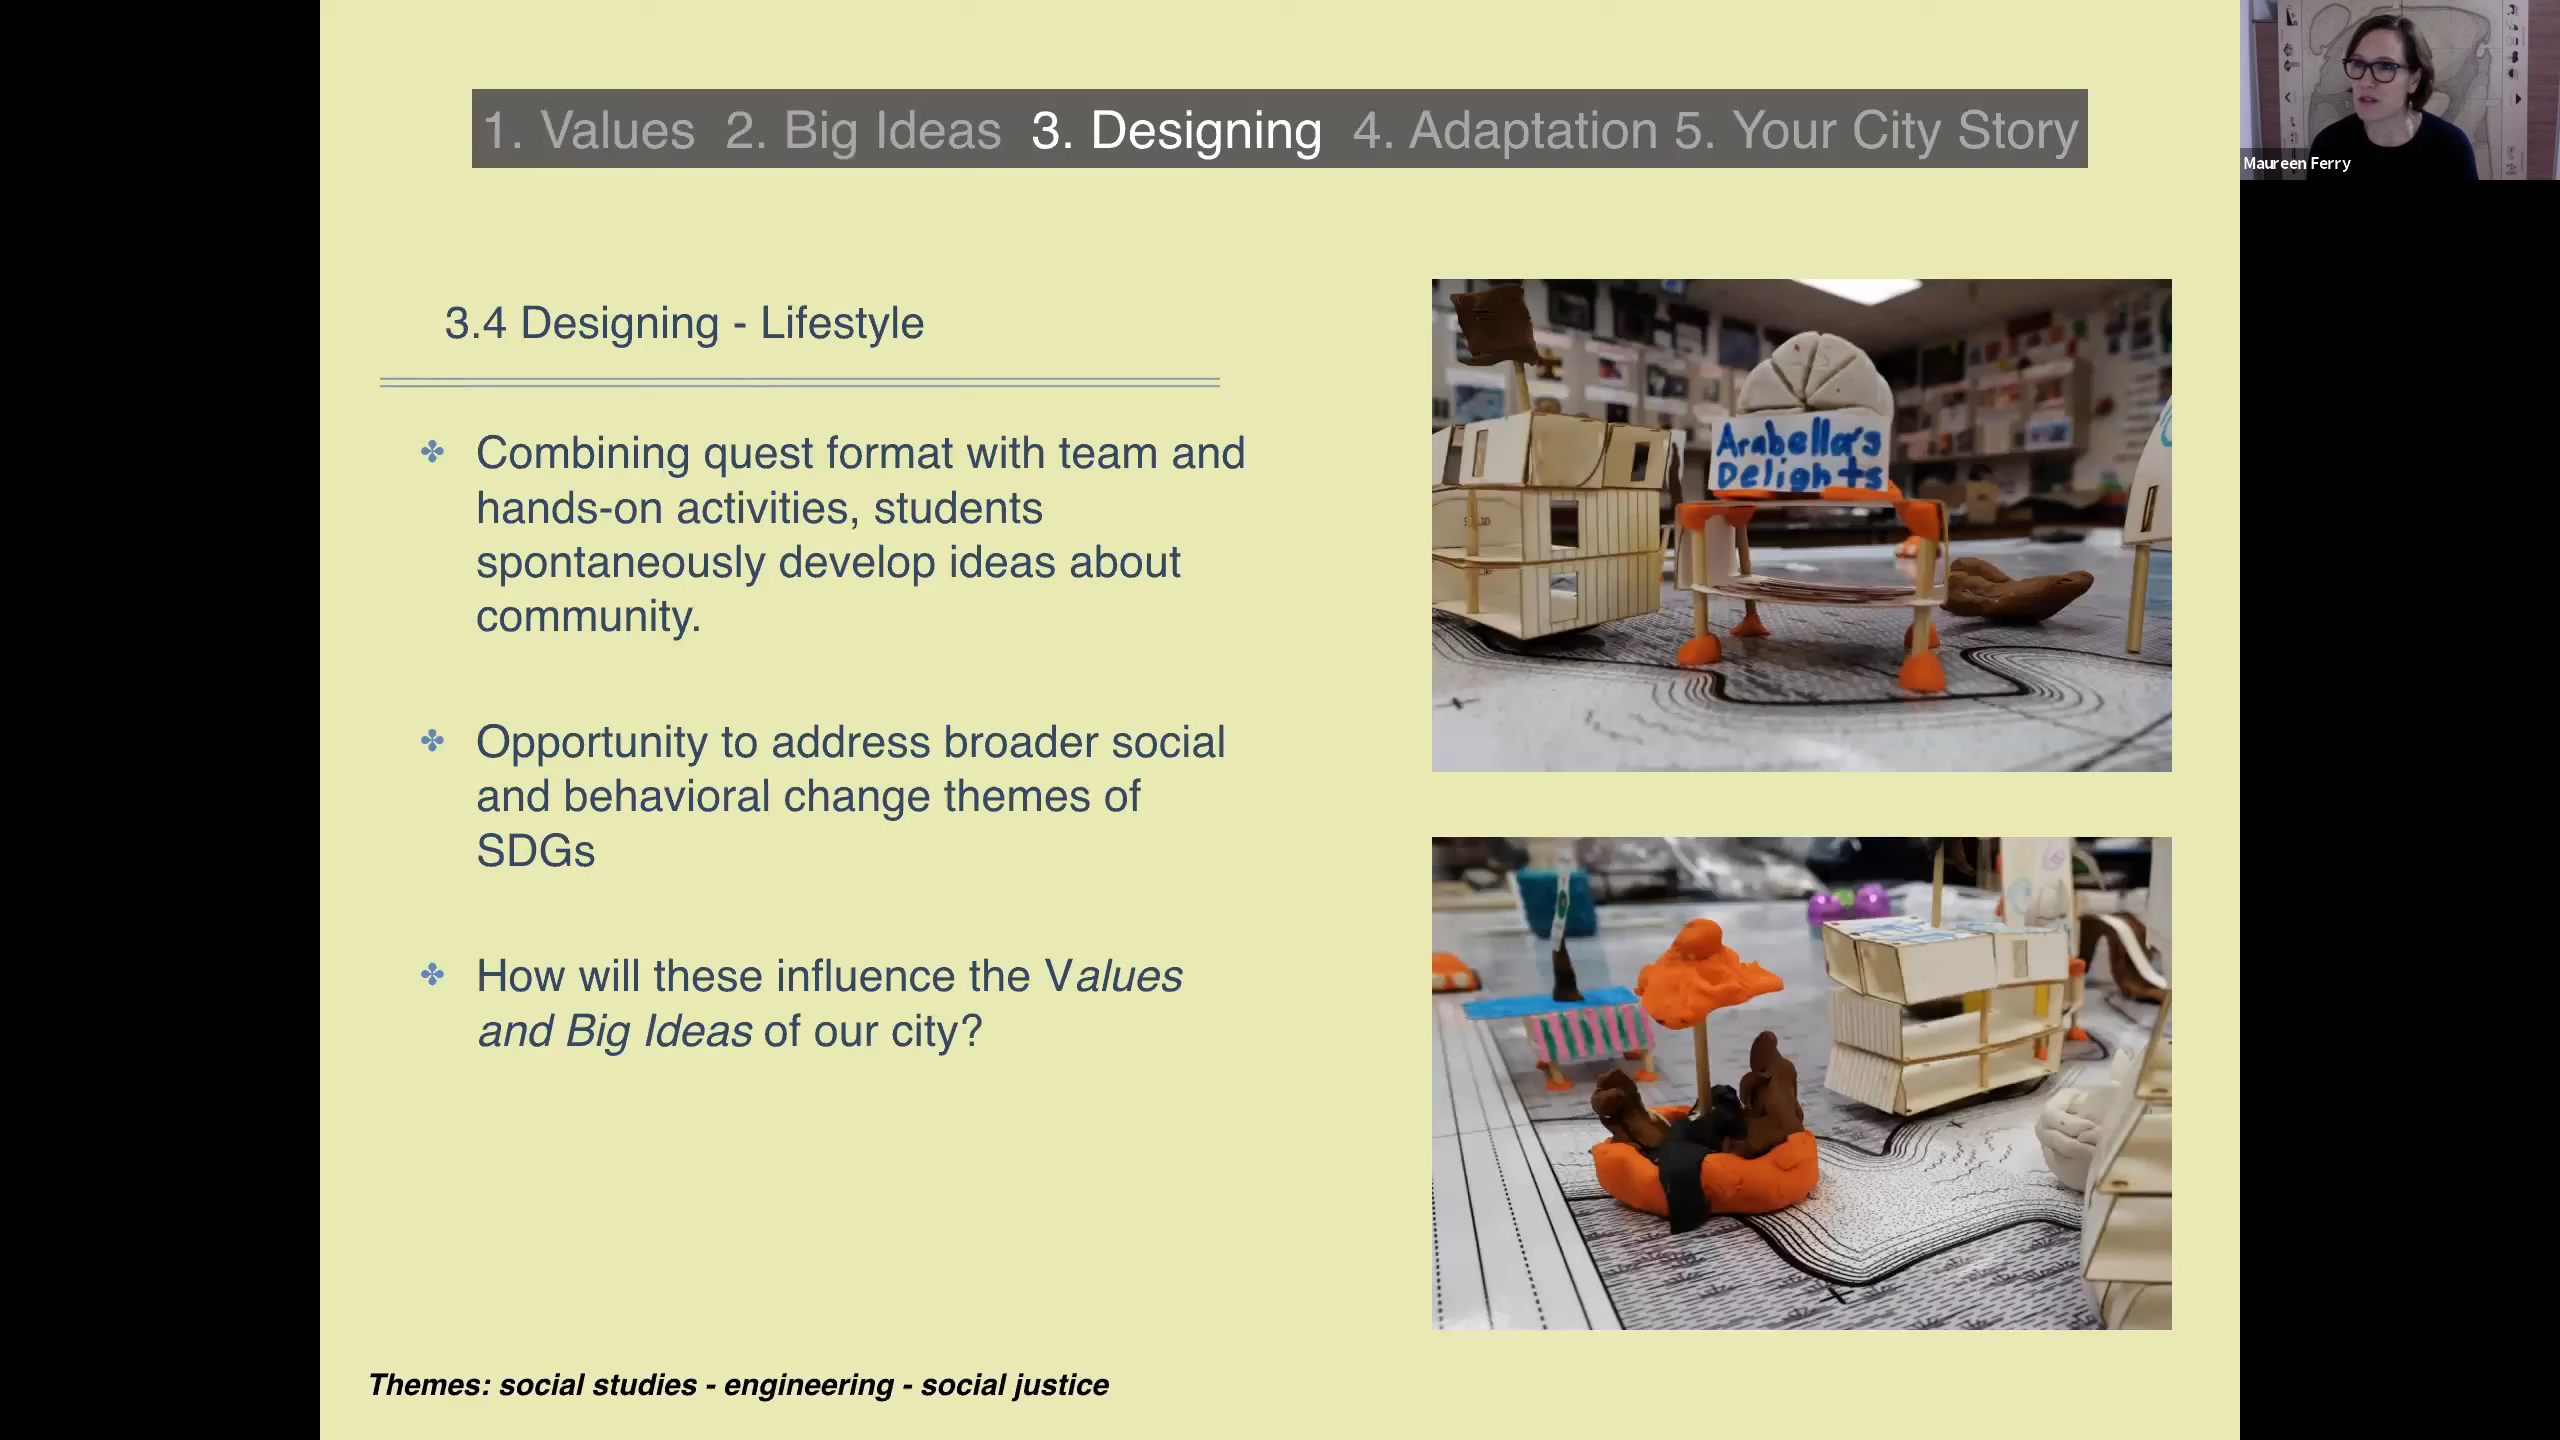 1. Values 2. Big Ideas 3. Designing 4. Adaptation 5. Your City Story
Maureen Ferry
3.4 Designing - Lifestyle
✤ Combining quest format with team and
hands-on activities, students
spontaneously develop ideas about
community.
✤ Opportunity to address broader social
and behavioral change themes of
SDGs
✤ How will these influence the Values
and Big Ideas of our city?
Arabella's
Delights
Themes: social studies - engineering - social justice